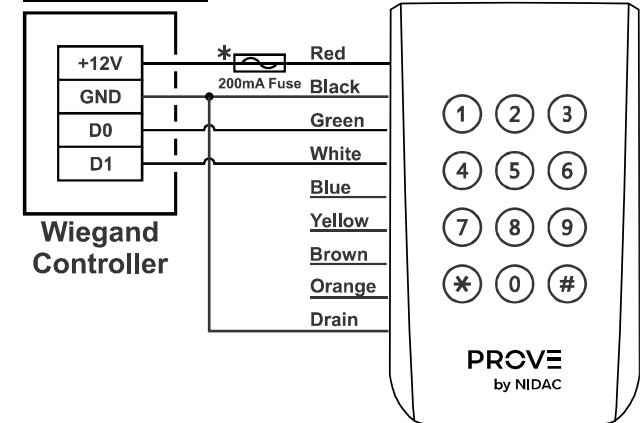 +12V
GND
D0
D1
Wiegand
Controller
*
200mA Fuse
Red
Black
Green
White
Blue
Yellow
Brown
Orange
Drain
1 2 3
4 5 6
7 8 9
* 0 #
PROVE
by NIDAC